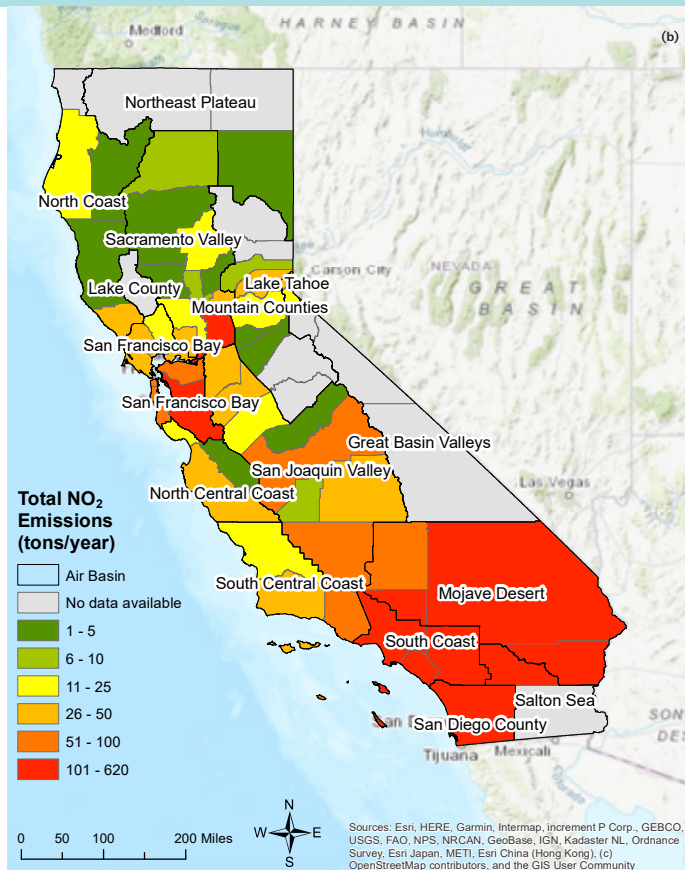 HARNEY BASIN
Medford
(b)
Northeast Plateau
Humboldt
North Coast
Sacramento Valley
Carson City
NEVADA
Lake Tahoe
Lake County
GREAT
Mountain Counties
BASIN
San Francisco Bay
San Francisco Bay
Great Basin Valleys
San Joaquin Valley
Las Vegas
North Central Coast
Total NO₂
Emissions
(tons/year)
Air Basin
No data available
1 - 5
6 - 10
11 - 25
26 - 50
51 - 100
101 - 620
South Central Coast
Mojave Desert
South Coast
Salton Sea
San D
San Diego County
SON
DES
Tijuana
Mexicali
N
W E
S
0 50 100 200 Miles
Sources: Esri, HERE, Garmin, Intermap, increment P Corp., GEBCO,
USGS, FAO, NPS, NRCAN, GeoBase, IGN, Kadaster NL, Ordnance
Survey, Esri Japan, METI, Esri China (Hong Kong), (c)
OpenStreetMap contributors, and the GIS User Community